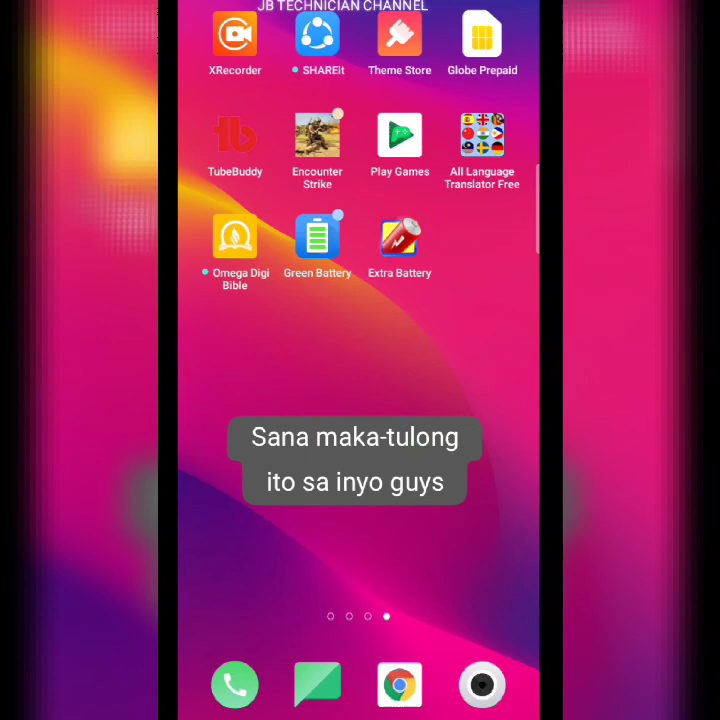 JB TECHNICIAN CHANNEL
XRecorder
SHAREit
Theme Store
Globe Prepaid
TubeBuddy
Encounter
Strike
Play Games
All Language
Translator Free
Omega Digi
Bible
Green Battery
Extra Battery
Sana maka-tulong
ito sa inyo guys